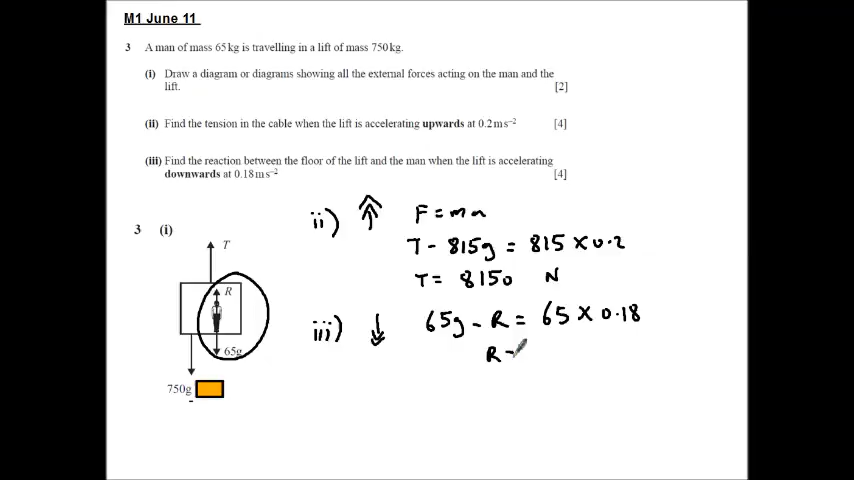 M1 June 11
3 A man of mass 65 kg is travelling in a lift of mass 750 kg.
(i) Draw a diagram or diagrams showing all the external forces acting on the man and the
lift. [2]
(ii) Find the tension in the cable when the lift is accelerating upwards at 0.2 m s⁻² [4]
(iii) Find the reaction between the floor of the lift and the man when the lift is accelerating
downwards at 0.18 m s⁻² [4]
3 (i)
T
R
65g
750g
ii) F = ma
T - 815g = 815 × 0.2
T = 8150 N
iii) 65g - R = 65 × 0.18
R -